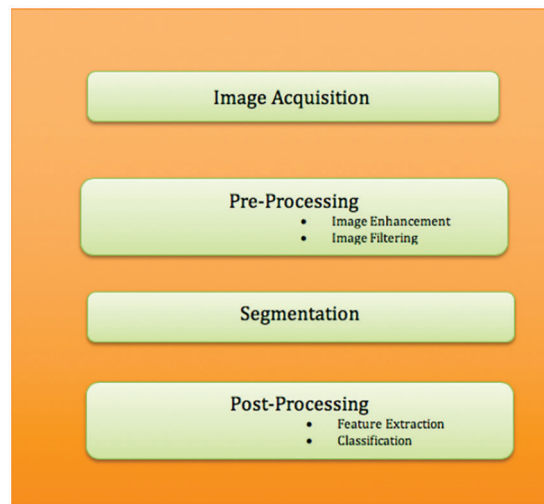 Image Acquisition
Pre-Processing
• Image Enhancement
• Image Filtering
Segmentation
Post-Processing
• Feature Extraction
• Classification